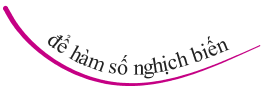 để hàm số nghịch biến